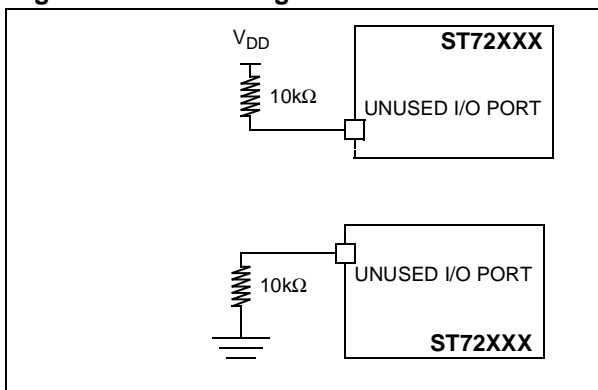 V_DD
ST72XXX
10kΩ
UNUSED I/O PORT
10kΩ
UNUSED I/O PORT
ST72XXX